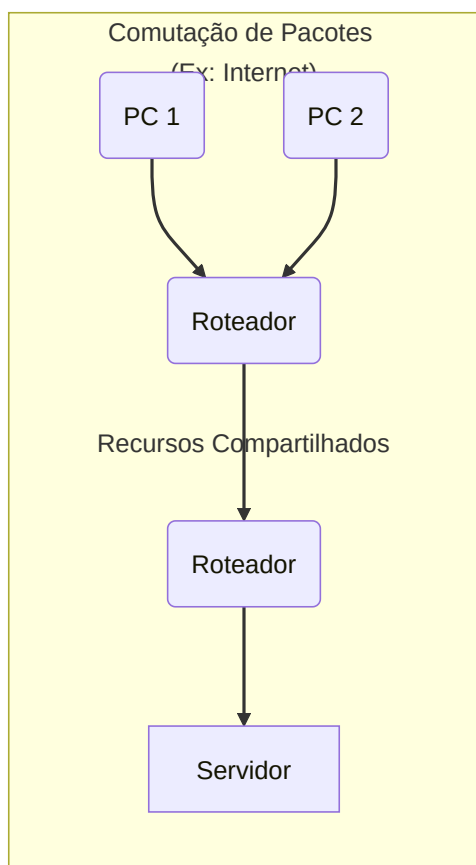 Comutação de Pacotes
(Ex: Internet)
PC 1
PC 2
Roteador
Recursos Compartilhados
Roteador
Servidor